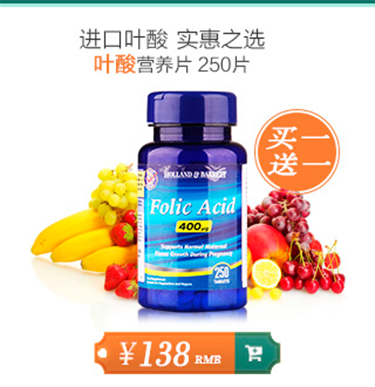 进口叶酸 实惠之选
叶酸营养片 250片
买一
送一
HOLLAND & BARRETT
Folic Acid
400µg
Supports Normal Maternal
Tissue Growth During Pregnancy
250
TABLETS
¥138 RMB